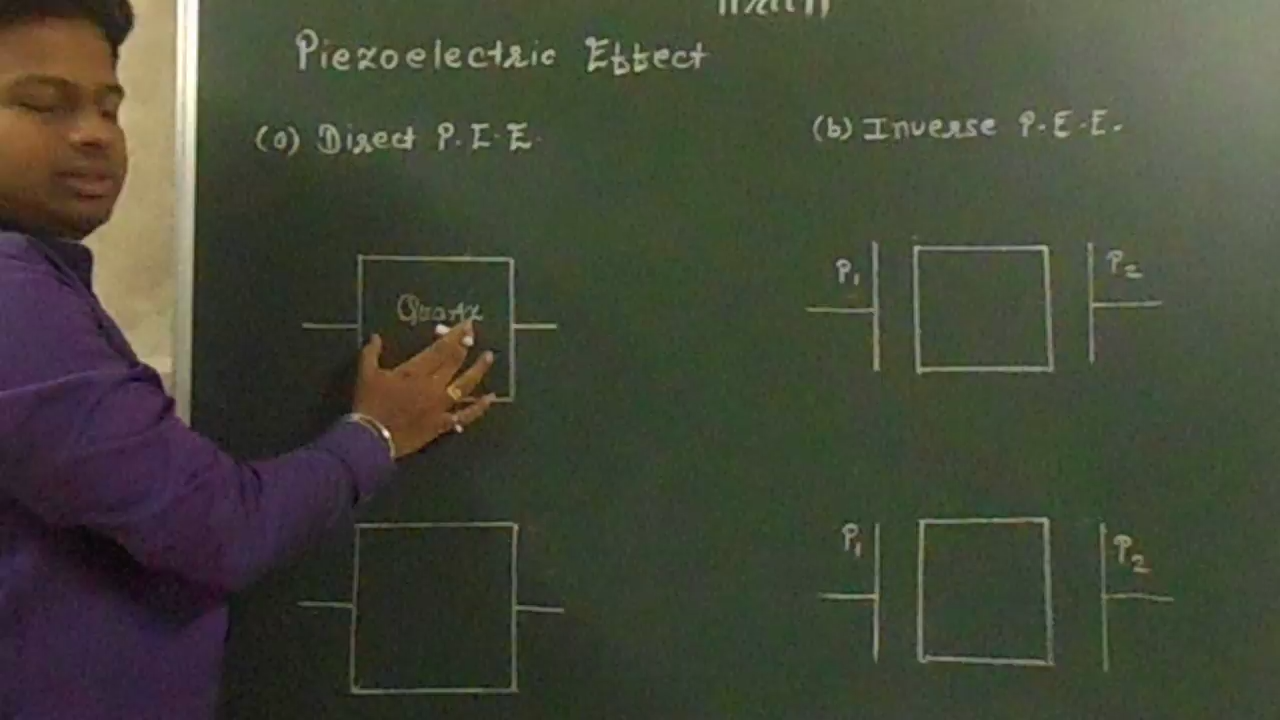 Piezoelectric Effect
(a) Direct P.E.E.
(b) Inverse P.E.E.
Quartz
P1
P2
P1
P2